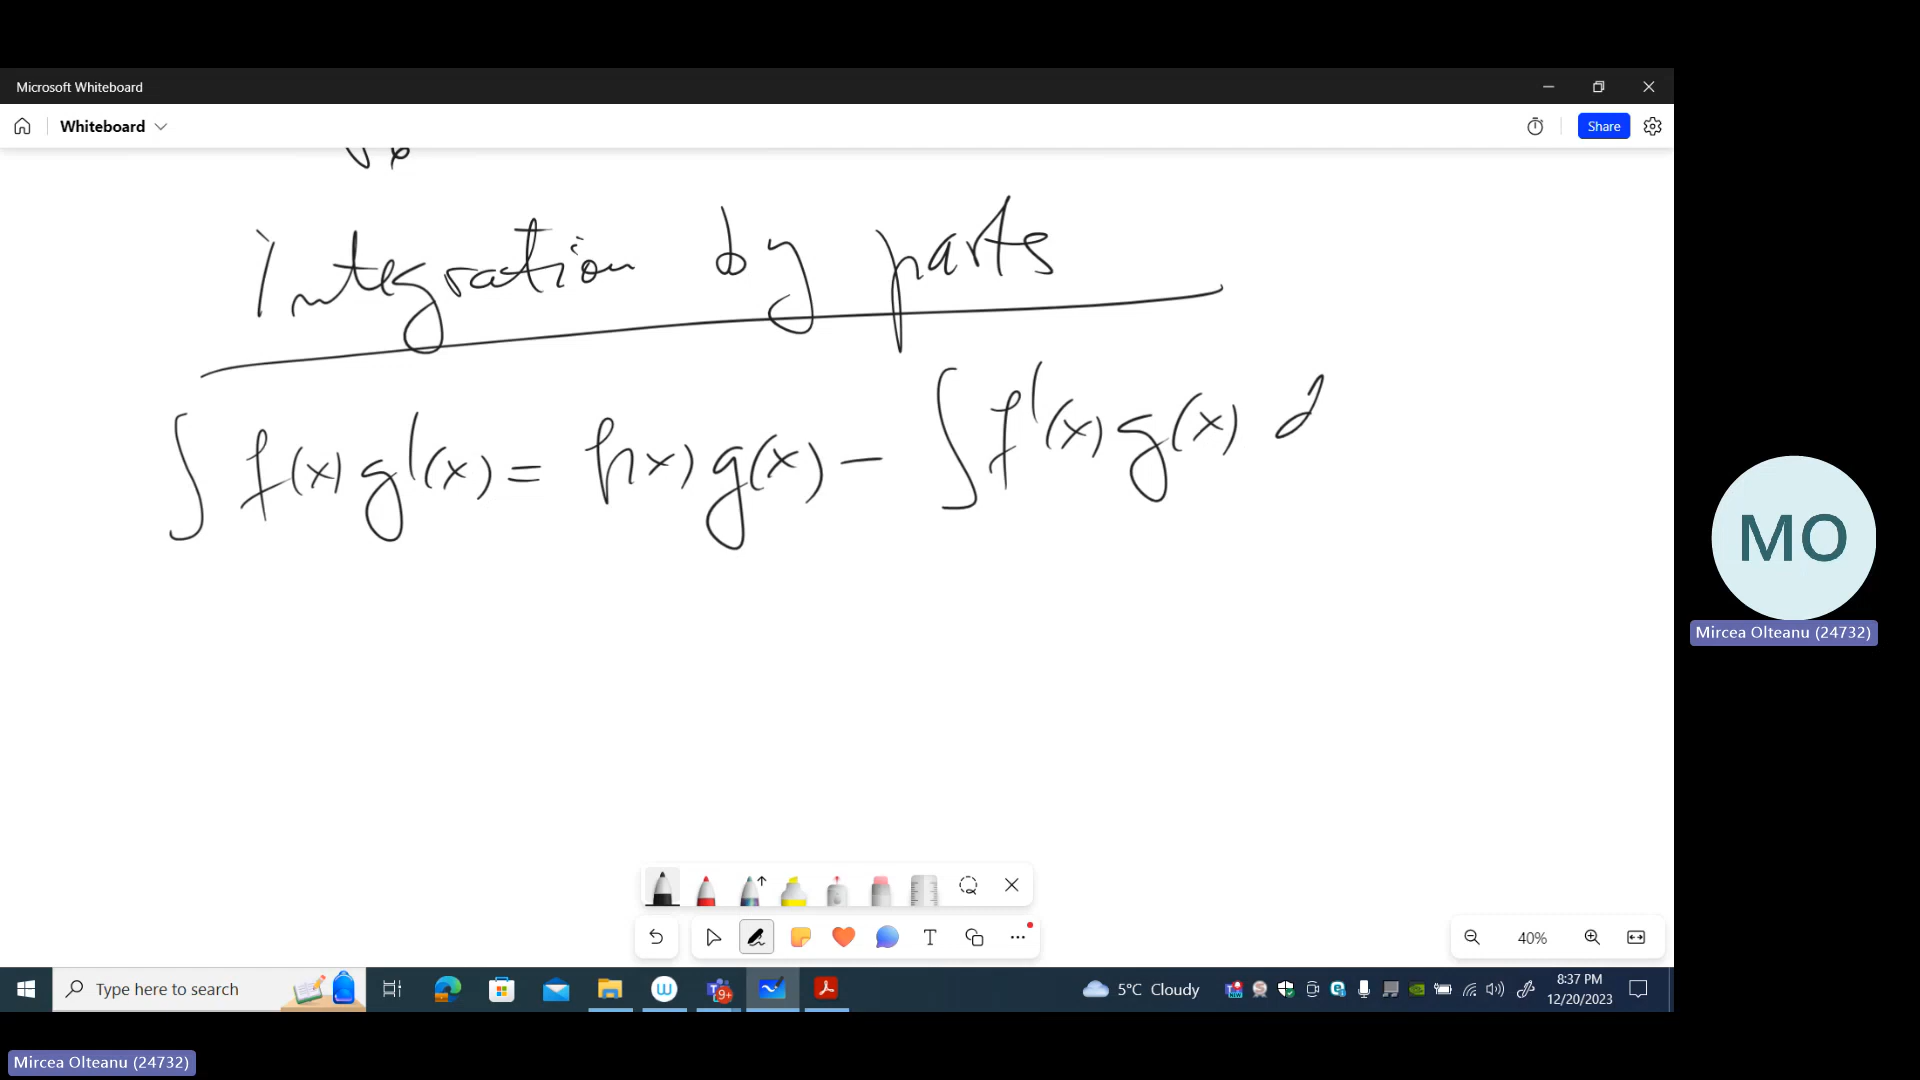 Microsoft Whiteboard
Whiteboard
Share
Integration by parts
∫ f(x) g'(x) = f(x) g(x) − ∫ f'(x) g(x) d
MO
Mircea Olteanu (24732)
T
40%
Type here to search
9+
5°C Cloudy
8:37 PM
12/20/2023
Mircea Olteanu (24732)